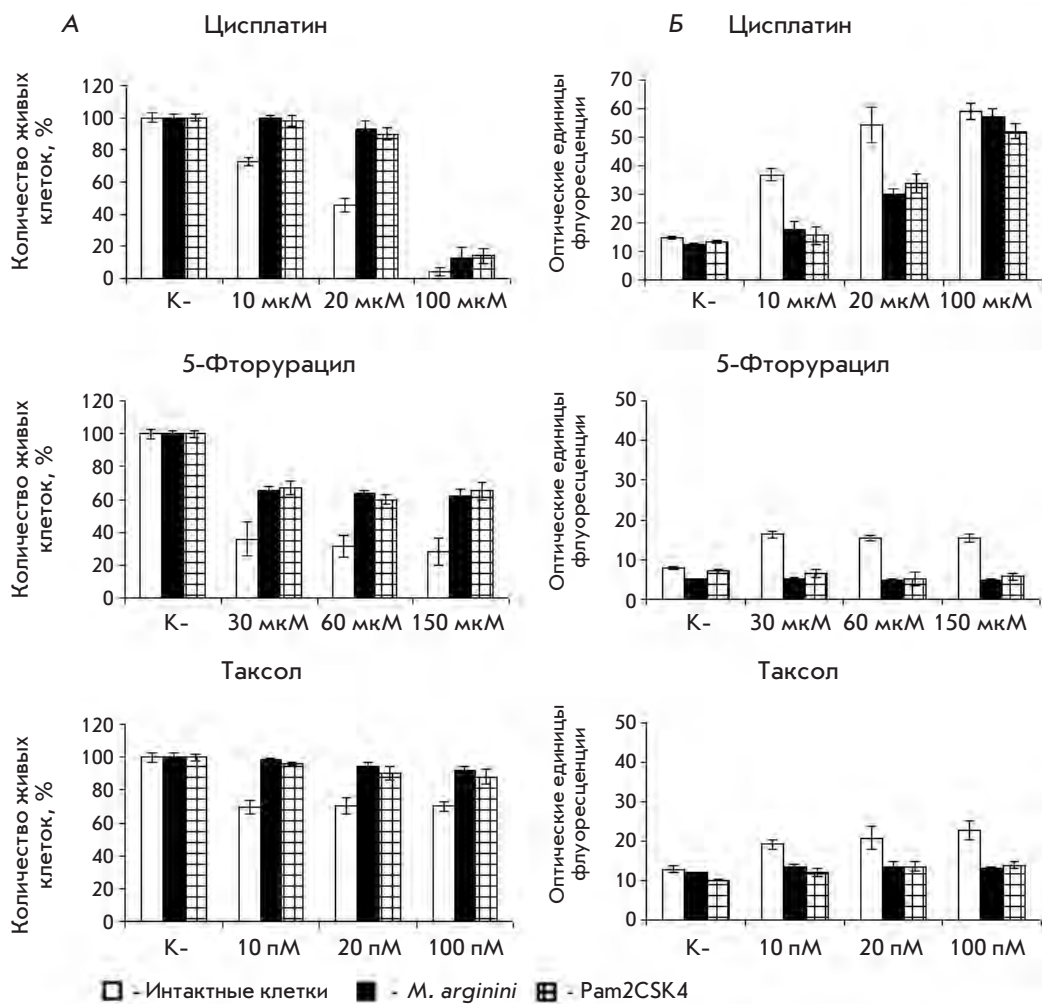 А
Цисплатин
Количество живых
клеток, %
120
100
80
60
40
20
0
К-
10 мкМ
20 мкМ
100 мкМ
Б
Цисплатин
Оптические единицы
флуоресценции
70
60
50
40
30
20
10
0
К-
10 мкМ
20 мкМ
100 мкМ
5-Фторурацил
Количество живых
клеток, %
120
100
80
60
40
20
0
К-
30 мкМ
60 мкМ
150 мкМ
5-Фторурацил
Оптические единицы
флуоресценции
50
40
30
20
10
0
К-
30 мкМ
60 мкМ
150 мкМ
Таксол
Количество живых
клеток, %
120
100
80
60
40
20
0
К-
10 пМ
20 пМ
100 пМ
Таксол
Оптические единицы
флуоресценции
50
40
30
20
10
0
К-
10 пМ
20 пМ
100 пМ
- Интактные клетки - M. arginini - Pam2CSK4